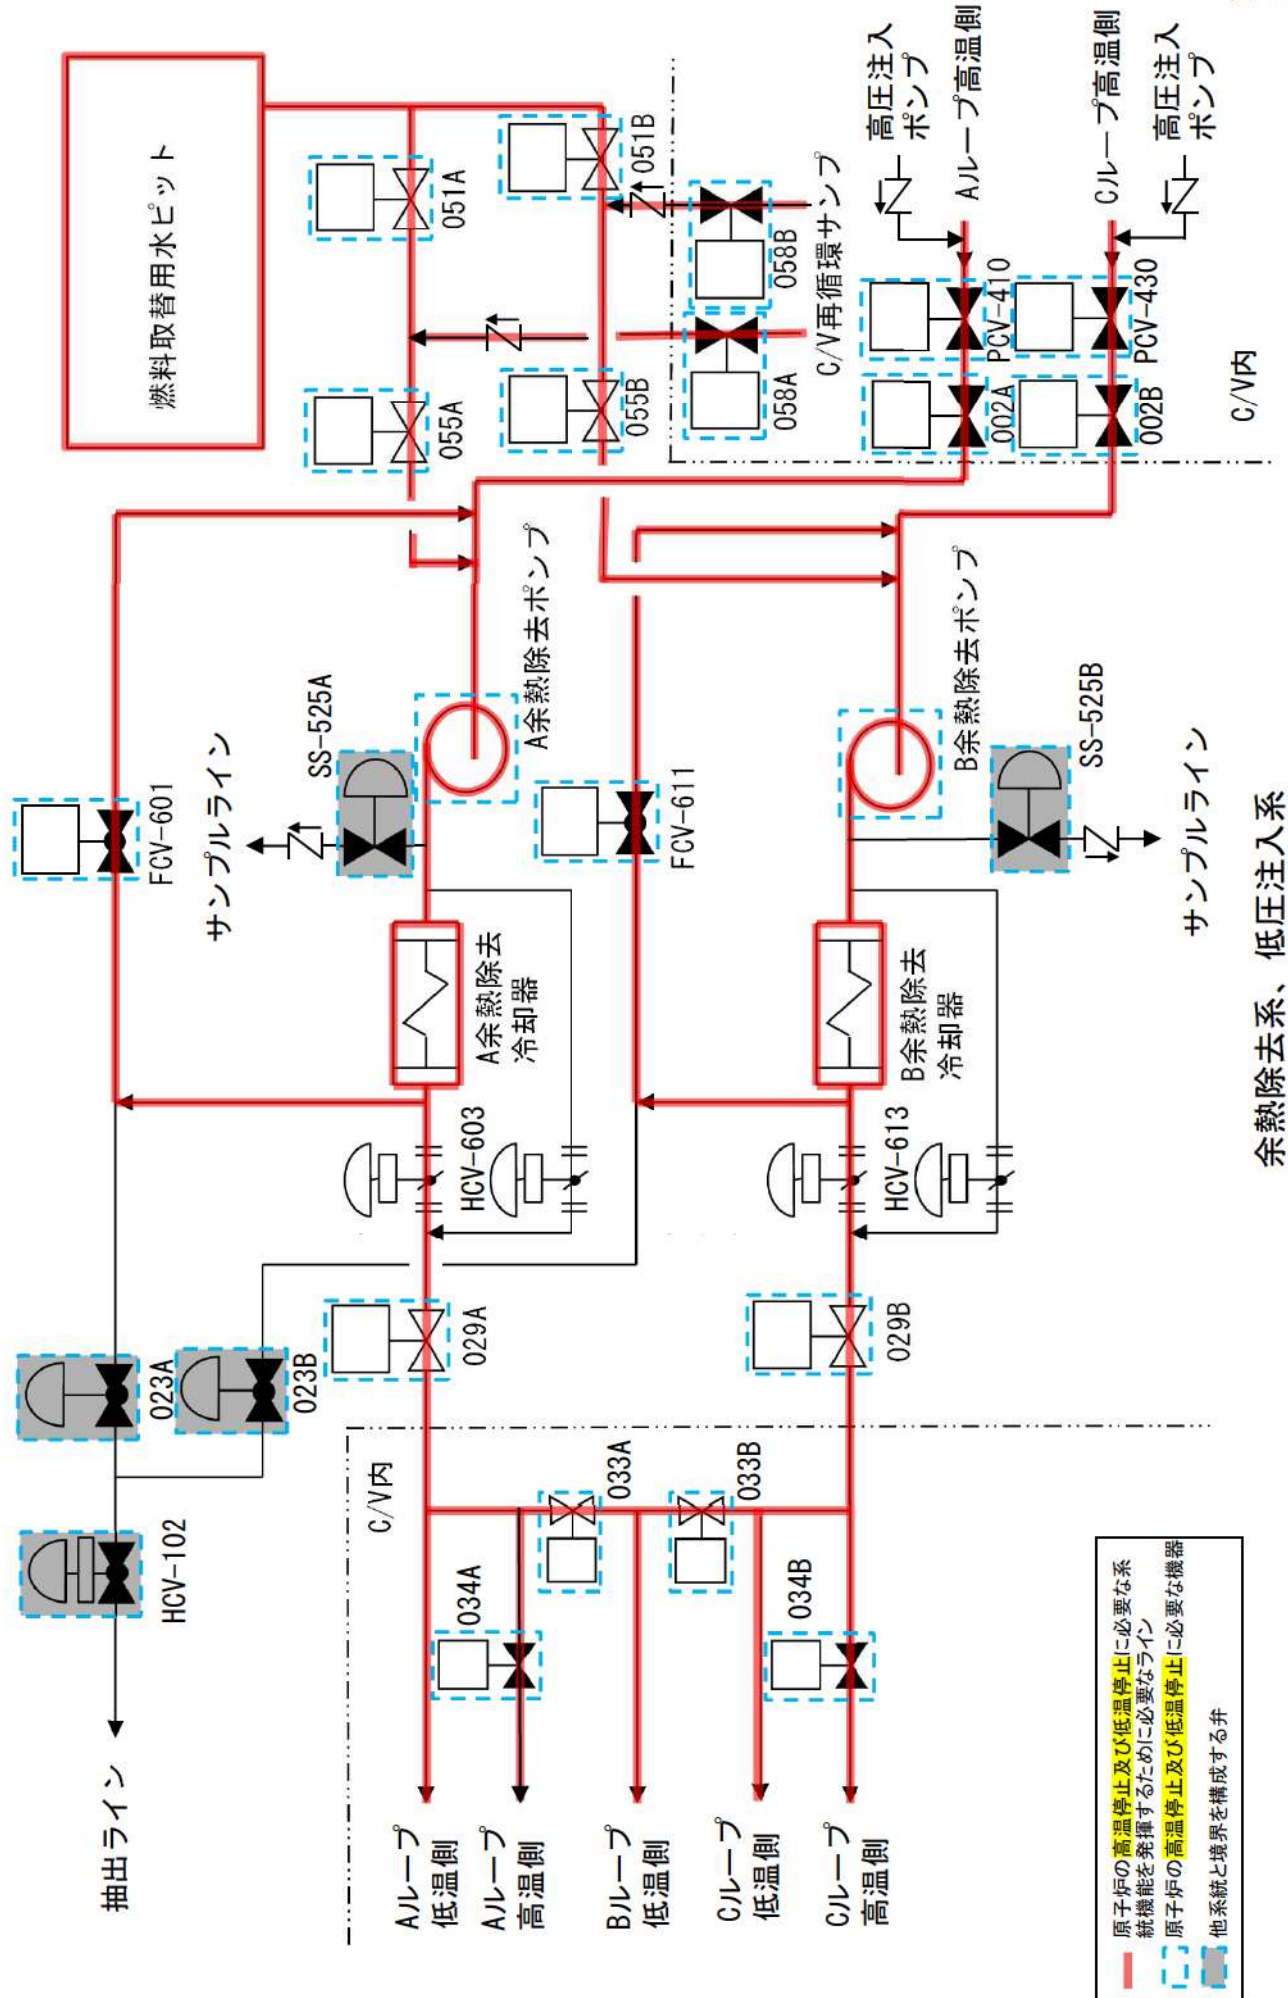 燃料取替用水ピット
051A
051B
055A
055B
058A
058B
C/V再循環サンプ
高圧注入
ポンプ
Aループ高温側
Cループ高温側
高圧注入
ポンプ
PCV-410
PCV-430
002A
002B
C/V内
FCV-601
サンプルライン
SS-525A
A余熱除去ポンプ
FCV-611
B余熱除去ポンプ
SS-525B
サンプルライン
A余熱除去
冷却器
B余熱除去
冷却器
HCV-603
HCV-613
029A
029B
023A
023B
HCV-102
抽出ライン
C/V内
033A
033B
034A
034B
Aループ
低温側
Aループ
高温側
Bループ
低温側
Cループ
低温側
Cループ
高温側
原子炉の高温停止及び低温停止に必要な系
統機能を発揮するために必要なライン
原子炉の高温停止及び低温停止に必要な機器
他系統と境界を構成する弁
余熱除去系、低圧注入系